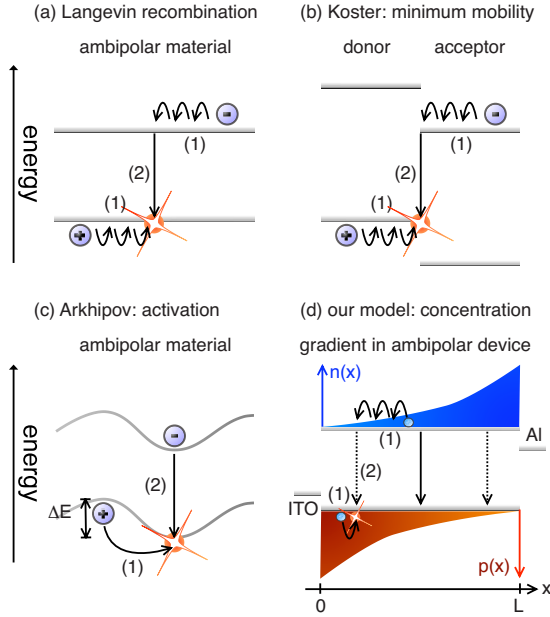 (a) Langevin recombination
ambipolar material
energy
-
(1)
(2)
(1)
+
(b) Koster: minimum mobility
donor acceptor
-
(1)
(2)
(1)
+
(c) Arkhipov: activation
ambipolar material
energy
-
(2)
ΔE
+
(1)
(d) our model: concentration
gradient in ambipolar device
n(x)
(1)
Al
(2)
(1)
ITO
p(x)
0 L x